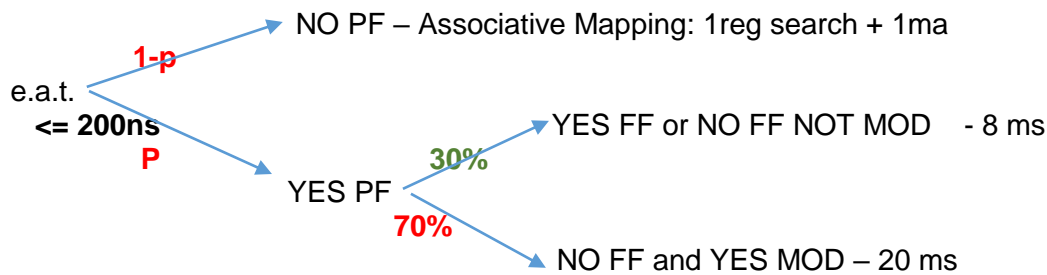 NO PF – Associative Mapping: 1reg search + 1ma
1-p
e.a.t.
<= 200ns
P
YES FF or NO FF NOT MOD - 8 ms
30%
YES PF
70%
NO FF and YES MOD – 20 ms